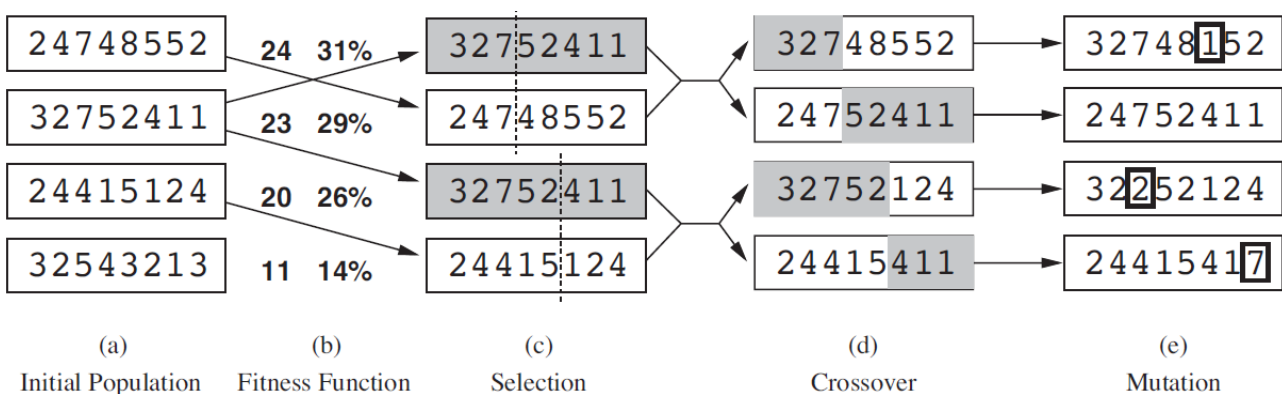 24748552 24 31% 32752411 32748552 32748152
32752411 23 29% 24748552 24752411 24752411
24415124 20 26% 32752411 32752124 32252124
32543213 11 14% 24415124 24415411 24415417
(a) (b) (c) (d) (e)
Initial Population Fitness Function Selection Crossover Mutation